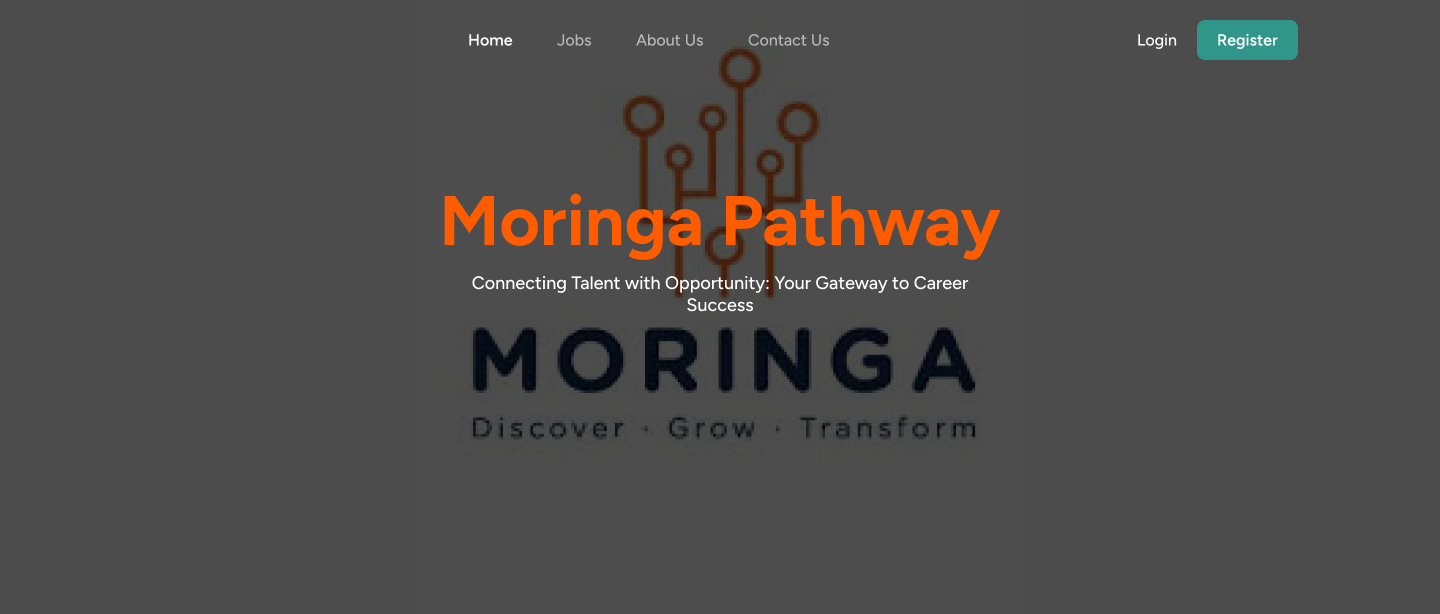 Home Jobs About Us Contact Us Login Register
Moringa Pathway
Connecting Talent with Opportunity: Your Gateway to Career
Success
MORINGA
Discover · Grow · Transform